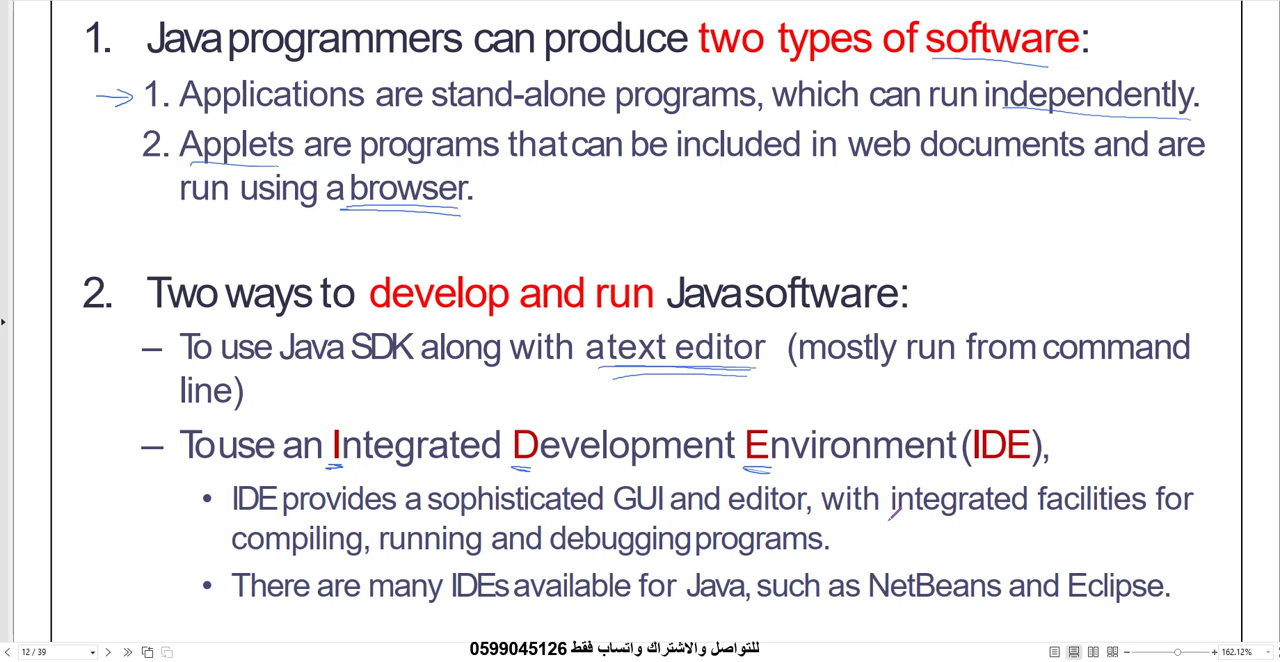 1. Java programmers can produce two types of software:
1. Applications are stand-alone programs, which can run independently.
2. Applets are programs that can be included in web documents and are
run using a browser.
2. Two ways to develop and run Java software:
– To use Java SDK along with a text editor (mostly run from command
line)
– To use an Integrated Development Environment (IDE),
• IDE provides a sophisticated GUI and editor, with integrated facilities for
compiling, running and debugging programs.
• There are many IDEs available for Java, such as NetBeans and Eclipse.
للتواصل والاشتراك واتساب فقط 0599045126
12 / 39
162.12%